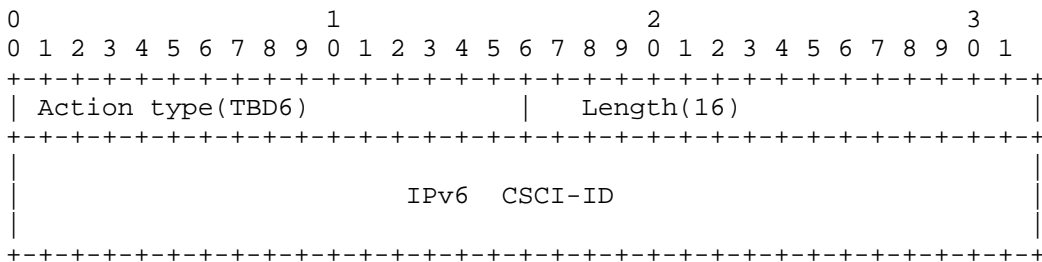 0                   1                   2                   3
0 1 2 3 4 5 6 7 8 9 0 1 2 3 4 5 6 7 8 9 0 1 2 3 4 5 6 7 8 9 0 1
+-+-+-+-+-+-+-+-+-+-+-+-+-+-+-+-+-+-+-+-+-+-+-+-+-+-+-+-+-+-+-+-+
| Action type(TBD6)             |   Length(16)                  |
+-+-+-+-+-+-+-+-+-+-+-+-+-+-+-+-+-+-+-+-+-+-+-+-+-+-+-+-+-+-+-+-+
|                                                               |
|                        IPv6  CSCI-ID                          |
|                                                               |
+-+-+-+-+-+-+-+-+-+-+-+-+-+-+-+-+-+-+-+-+-+-+-+-+-+-+-+-+-+-+-+-+